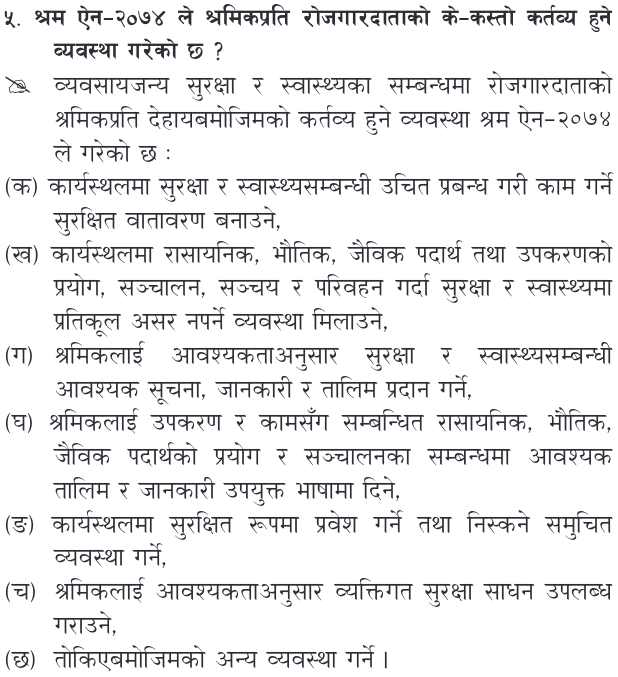 ५. श्रम ऐन-२०७४ ले श्रमिकप्रति रोजगारदाताको के-कस्तो कर्तव्य हुने
व्यवस्था गरेको छ ?
व्यवसायजन्य सुरक्षा र स्वास्थ्यका सम्बन्धमा रोजगारदाताको
श्रमिकप्रति देहायबमोजिमको कर्तव्य हुने व्यवस्था श्रम ऐन-२०७४
ले गरेको छ :
(क) कार्यस्थलमा सुरक्षा र स्वास्थ्यसम्बन्धी उचित प्रबन्ध गरी काम गर्ने
सुरक्षित वातावरण बनाउने,
(ख) कार्यस्थलमा रासायनिक, भौतिक, जैविक पदार्थ तथा उपकरणको
प्रयोग, सञ्चालन, सञ्चय र परिवहन गर्दा सुरक्षा र स्वास्थ्यमा
प्रतिकूल असर नपर्ने व्यवस्था मिलाउने,
(ग) श्रमिकलाई आवश्यकताअनुसार सुरक्षा र स्वास्थ्यसम्बन्धी
आवश्यक सूचना, जानकारी र तालिम प्रदान गर्ने,
(घ) श्रमिकलाई उपकरण र कामसँग सम्बन्धित रासायनिक, भौतिक,
जैविक पदार्थको प्रयोग र सञ्चालनका सम्बन्धमा आवश्यक
तालिम र जानकारी उपयुक्त भाषामा दिने,
(ङ) कार्यस्थलमा सुरक्षित रूपमा प्रवेश गर्ने तथा निस्कने समुचित
व्यवस्था गर्ने,
(च) श्रमिकलाई आवश्यकताअनुसार व्यक्तिगत सुरक्षा साधन उपलब्ध
गराउने,
(छ) तोकिएबमोजिमको अन्य व्यवस्था गर्ने ।